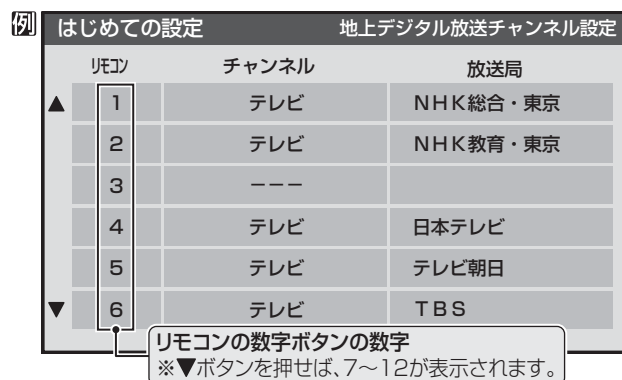 例
はじめての設定 地上デジタル放送チャンネル設定
リモコン チャンネル 放送局
▲ 1 テレビ NHK総合・東京
2 テレビ NHK教育・東京
3 −−−
4 テレビ 日本テレビ
5 テレビ テレビ朝日
▼ 6 テレビ TBS
リモコンの数字ボタンの数字
※▼ボタンを押せば、7～12が表示されます。